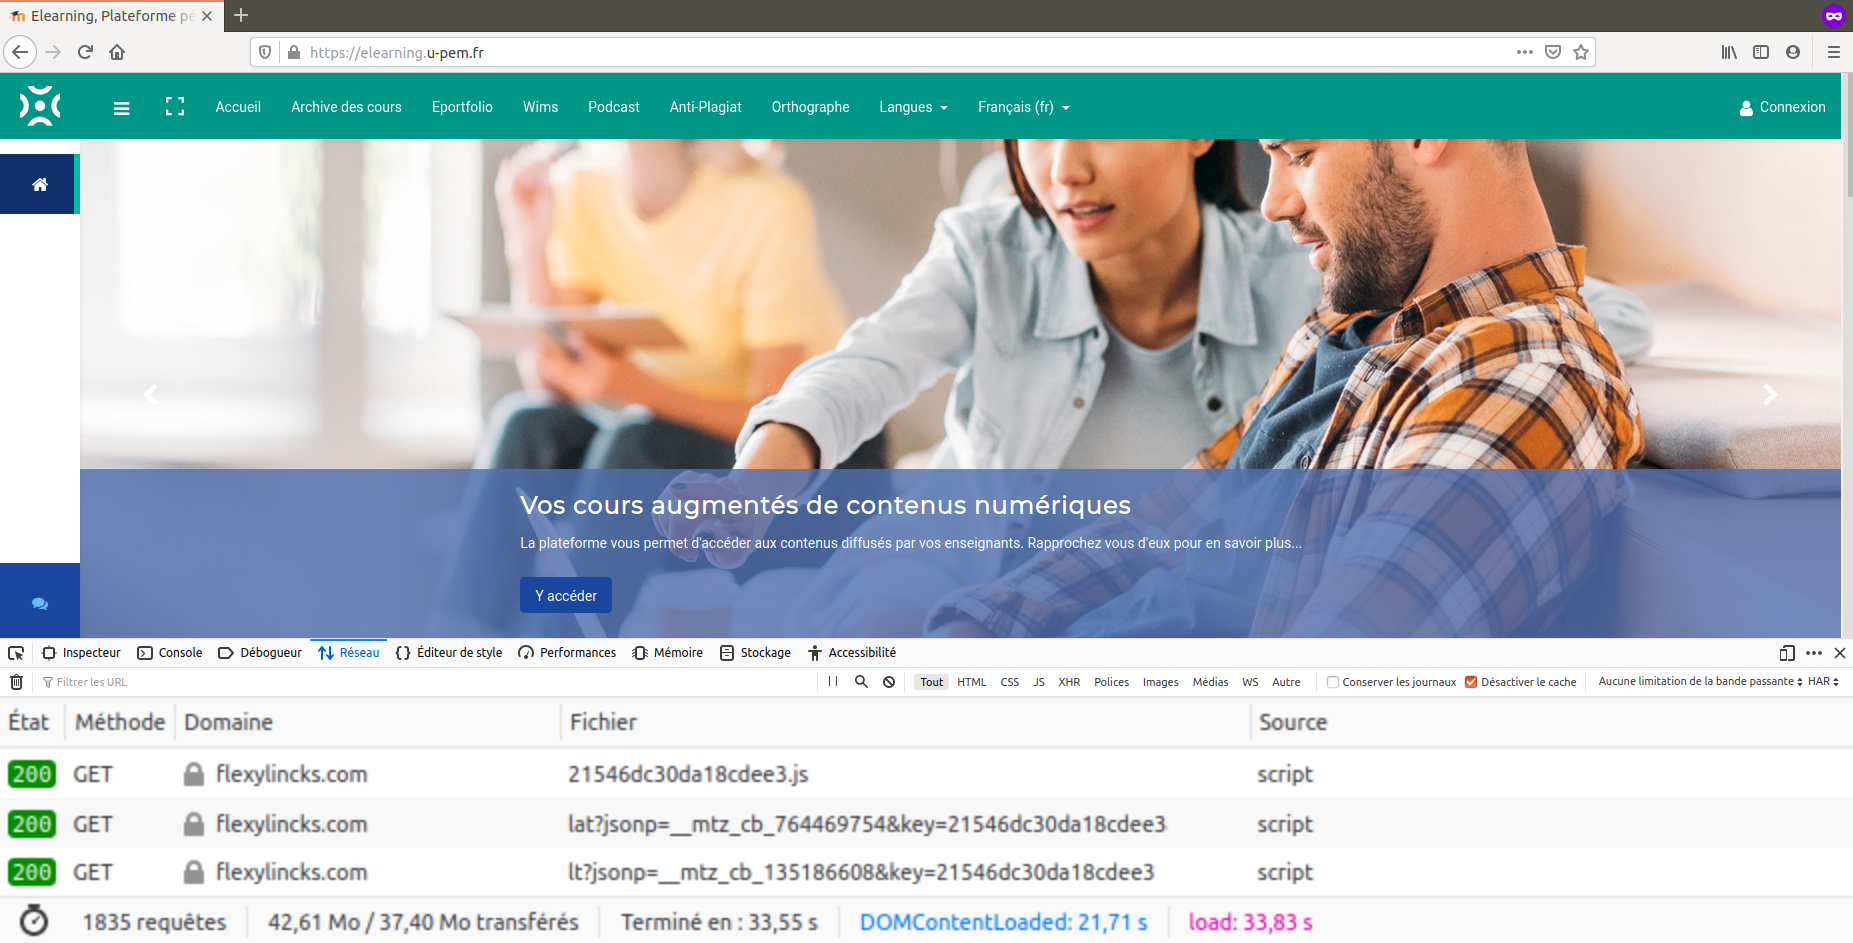 Elearning, Plateforme pé
https://elearning.u-pem.fr
Accueil Archive des cours Eportfolio Wims Podcast Anti-Plagiat Orthographe Langues Français (fr) Connexion
Vos cours augmentés de contenus numériques
La plateforme vous permet d'accéder aux contenus diffusés par vos enseignants. Rapprochez vous d'eux pour en savoir plus...
Y accéder
Inspecteur Console Débogueur Réseau Éditeur de style Performances Mémoire Stockage Accessibilité
Filtrer les URL Tout HTML CSS JS XHR Polices Images Médias WS Autre Conserver les journaux Désactiver le cache Aucune limitation de la bande passante HAR
État Méthode Domaine Fichier Source
200 GET flexylincks.com 21546dc30da18cdee3.js script
200 GET flexylincks.com lat?jsonp=__mtz_cb_764469754&key=21546dc30da18cdee3 script
200 GET flexylincks.com lt?jsonp=__mtz_cb_135186608&key=21546dc30da18cdee3 script
1835 requêtes 42,61 Mo / 37,40 Mo transférés Terminé en : 33,55 s DOMContentLoaded: 21,71 s load: 33,83 s